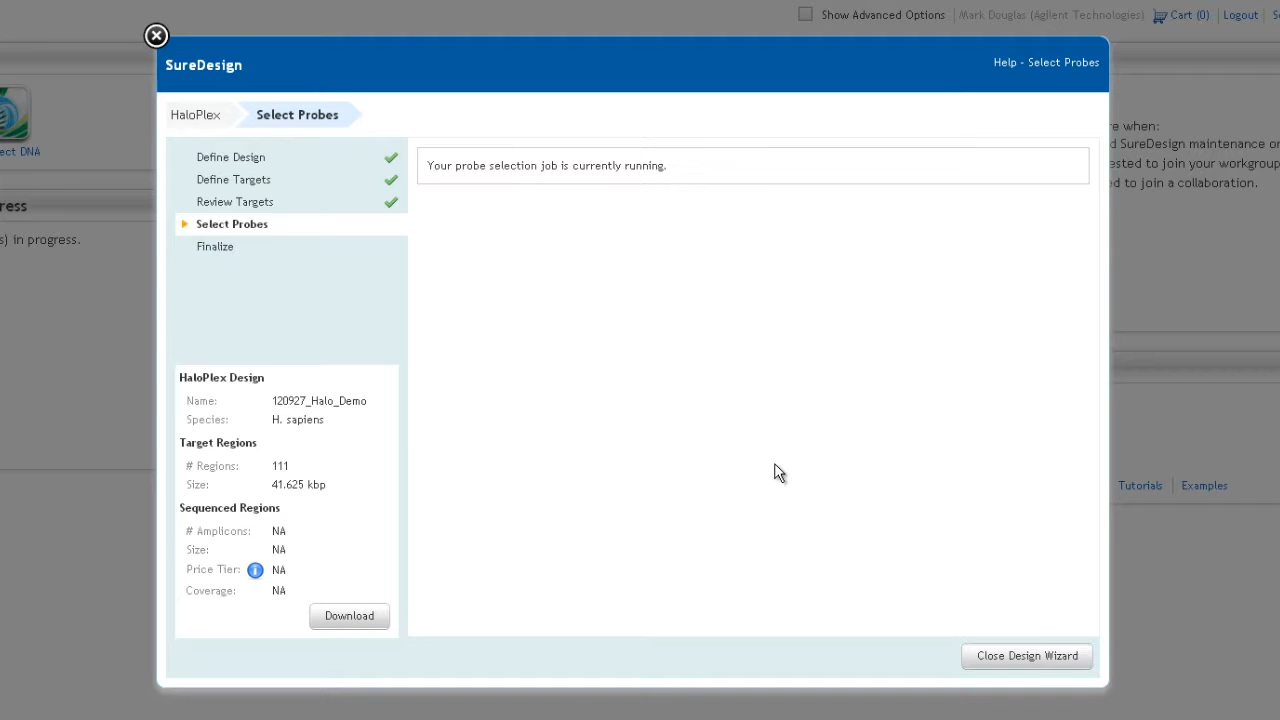 Show Advanced Options
Mark Douglas (Agilent Technologies)
Cart (0)
Logout
SureDesign
Help - Select Probes
HaloPlex
Select Probes
Define Design
Define Targets
Review Targets
Select Probes
Finalize
Your probe selection job is currently running.
HaloPlex Design
Name: 120927_Halo_Demo
Species: H. sapiens
Target Regions
# Regions: 111
Size: 41.625 kbp
Sequenced Regions
# Amplicons: NA
Size: NA
Price Tier: NA
Coverage: NA
Download
Close Design Wizard
ect DNA
ress
s) in progress.
re when:
d SureDesign maintenance or
ested to join your workgroup
ed to join a collaboration.
Tutorials
Examples